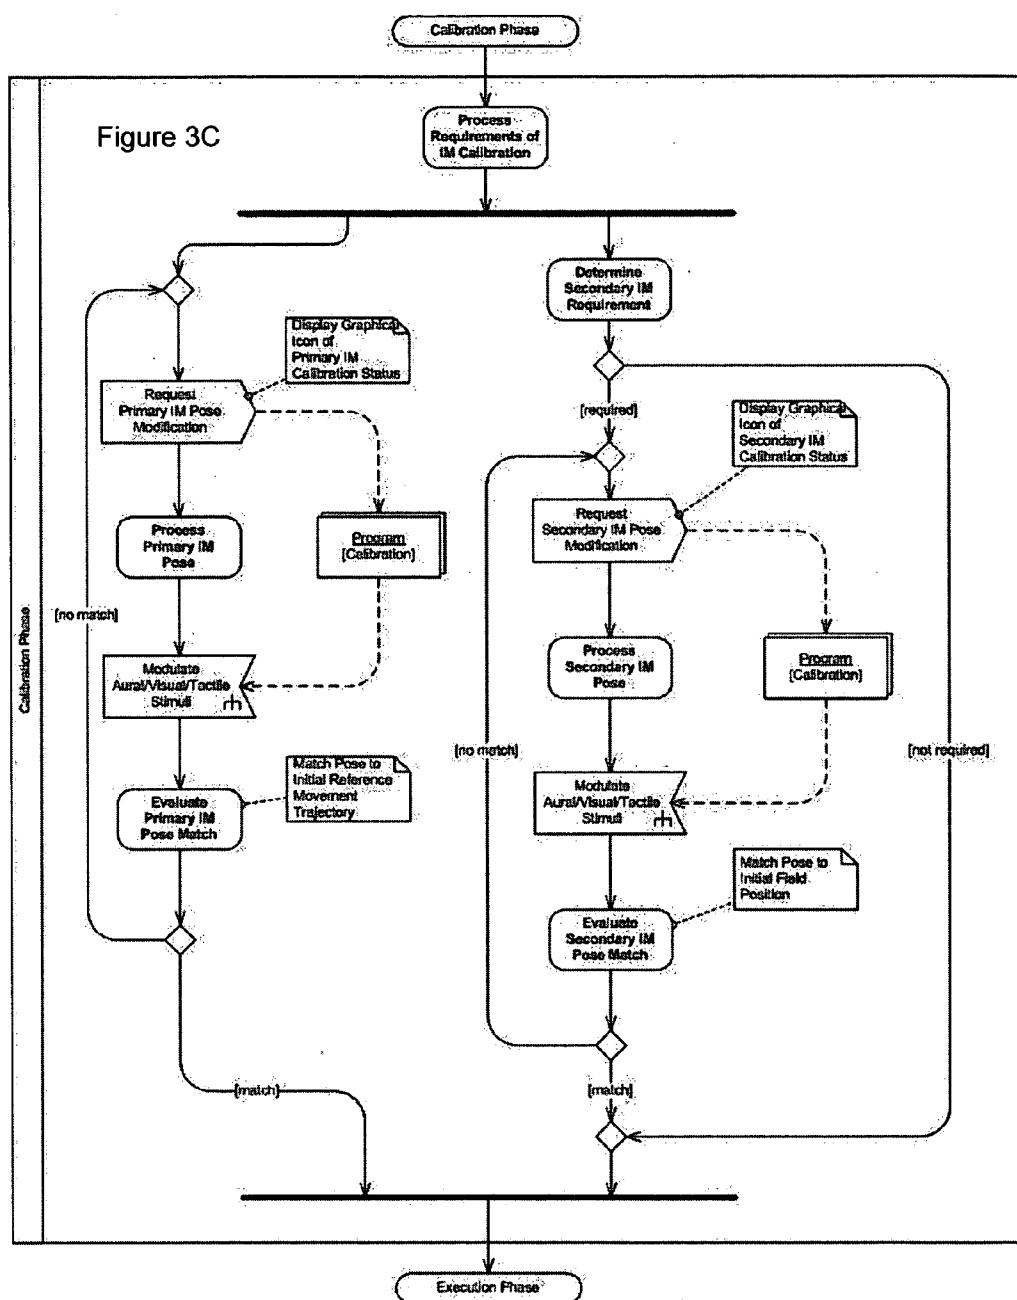 Calibration Phase
Figure 3C
Process
Requirements of
IM Calibration
Calibration Phase
Determine
Secondary IM
Requirement
Display Graphical
Icon of
Primary IM
Calibration Status
Request
Primary IM Pose
Modification
[required]
Display Graphical
Icon of
Secondary IM
Calibration Status
Request
Secondary IM Pose
Modification
Process
Primary IM
Pose
Program
[Calibration]
[no match]
Process
Secondary IM
Pose
Program
[Calibration]
Modulate
Aural/Visual/Tactile
Stimuli
[no match]
[not required]
Match Pose to
Initial Reference
Movement
Trajectory
Evaluate
Primary IM
Pose Match
Modulate
Aural/Visual/Tactile
Stimuli
Match Pose to
Initial Field
Position
Evaluate
Secondary IM
Pose Match
[match]
[match]
Execution Phase